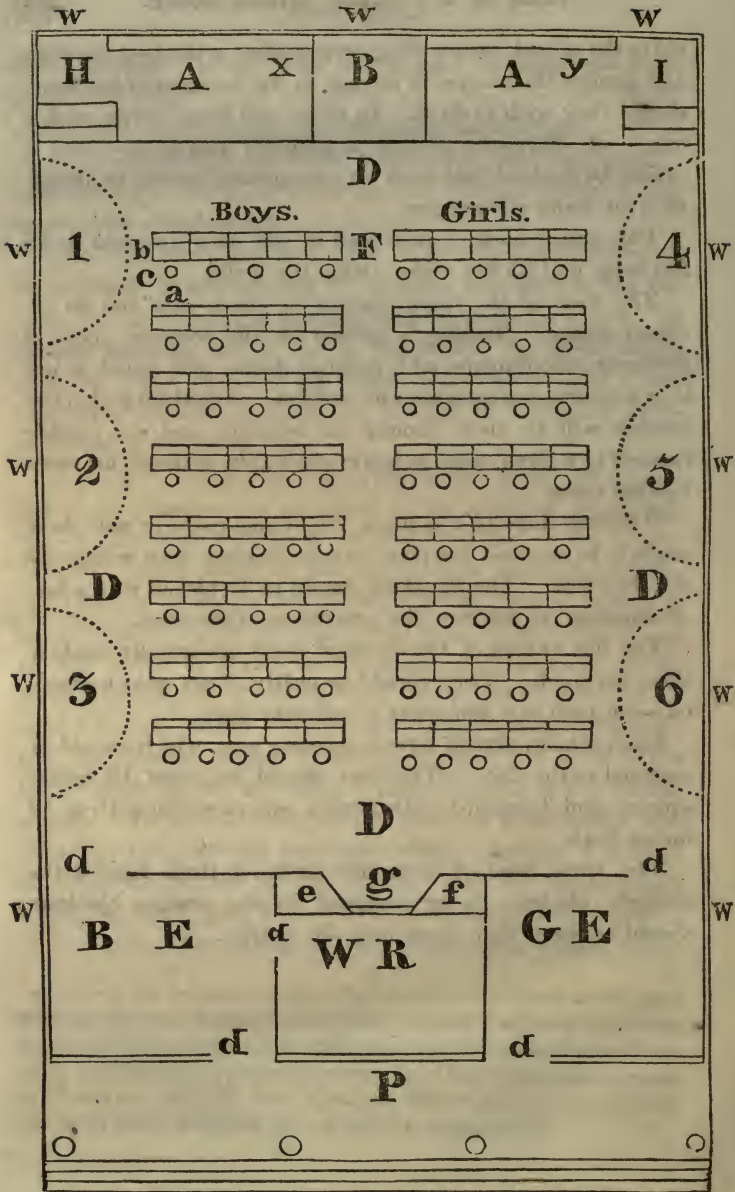 w w w
H A x B A y I
D
Boys. Girls.
w 1 b F 4 w
c
a
w 2 5 w
D D
w 3 6 w
D
d d
e g f
w B E d W R G E w
d d
P